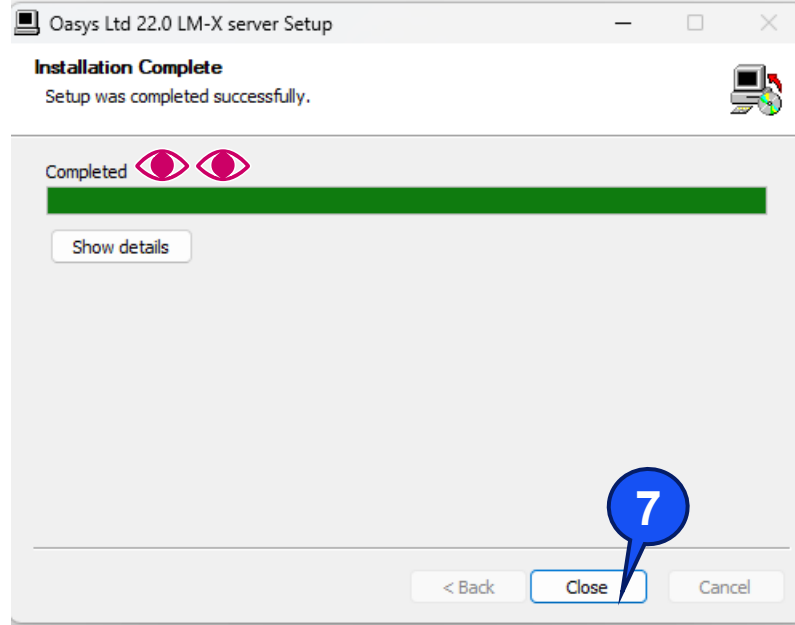 Oasys Ltd 22.0 LM-X server Setup
Installation Complete
Setup was completed successfully.
Completed
Show details
7
< Back
Close
Cancel